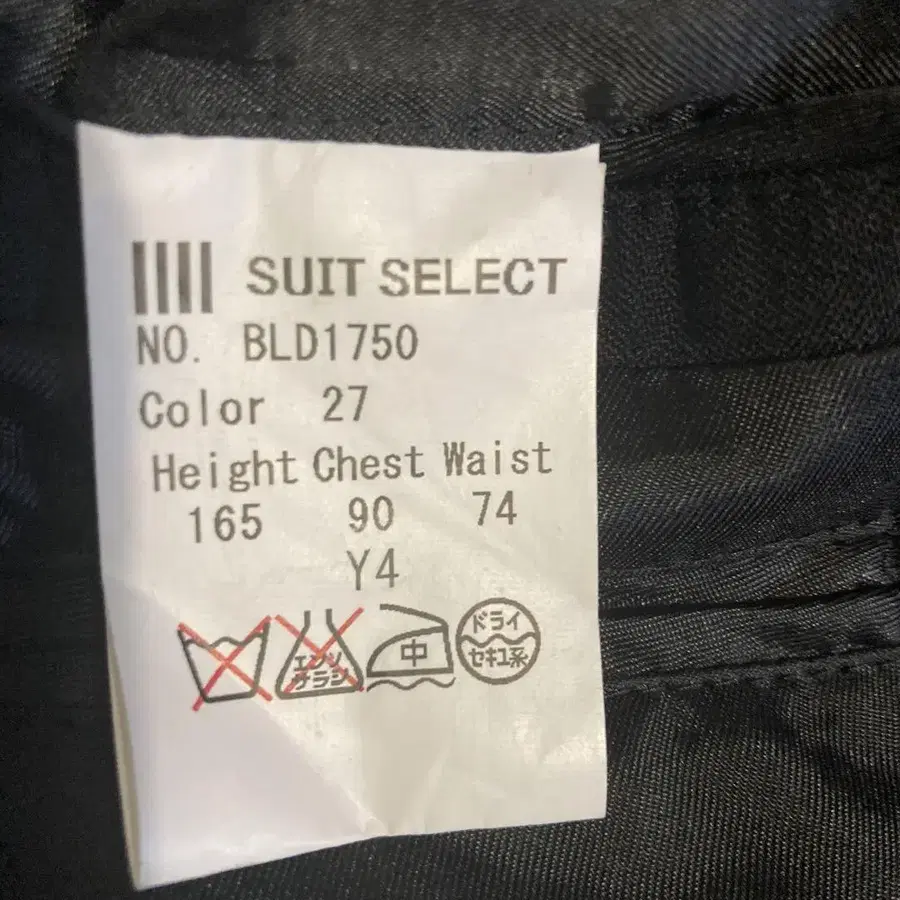 SUIT SELECT
NO. BLD1750
Color 27
Height Chest Waist
165 90 74
Y4
エンソ
サラシ
中
ドライ
セキユ系